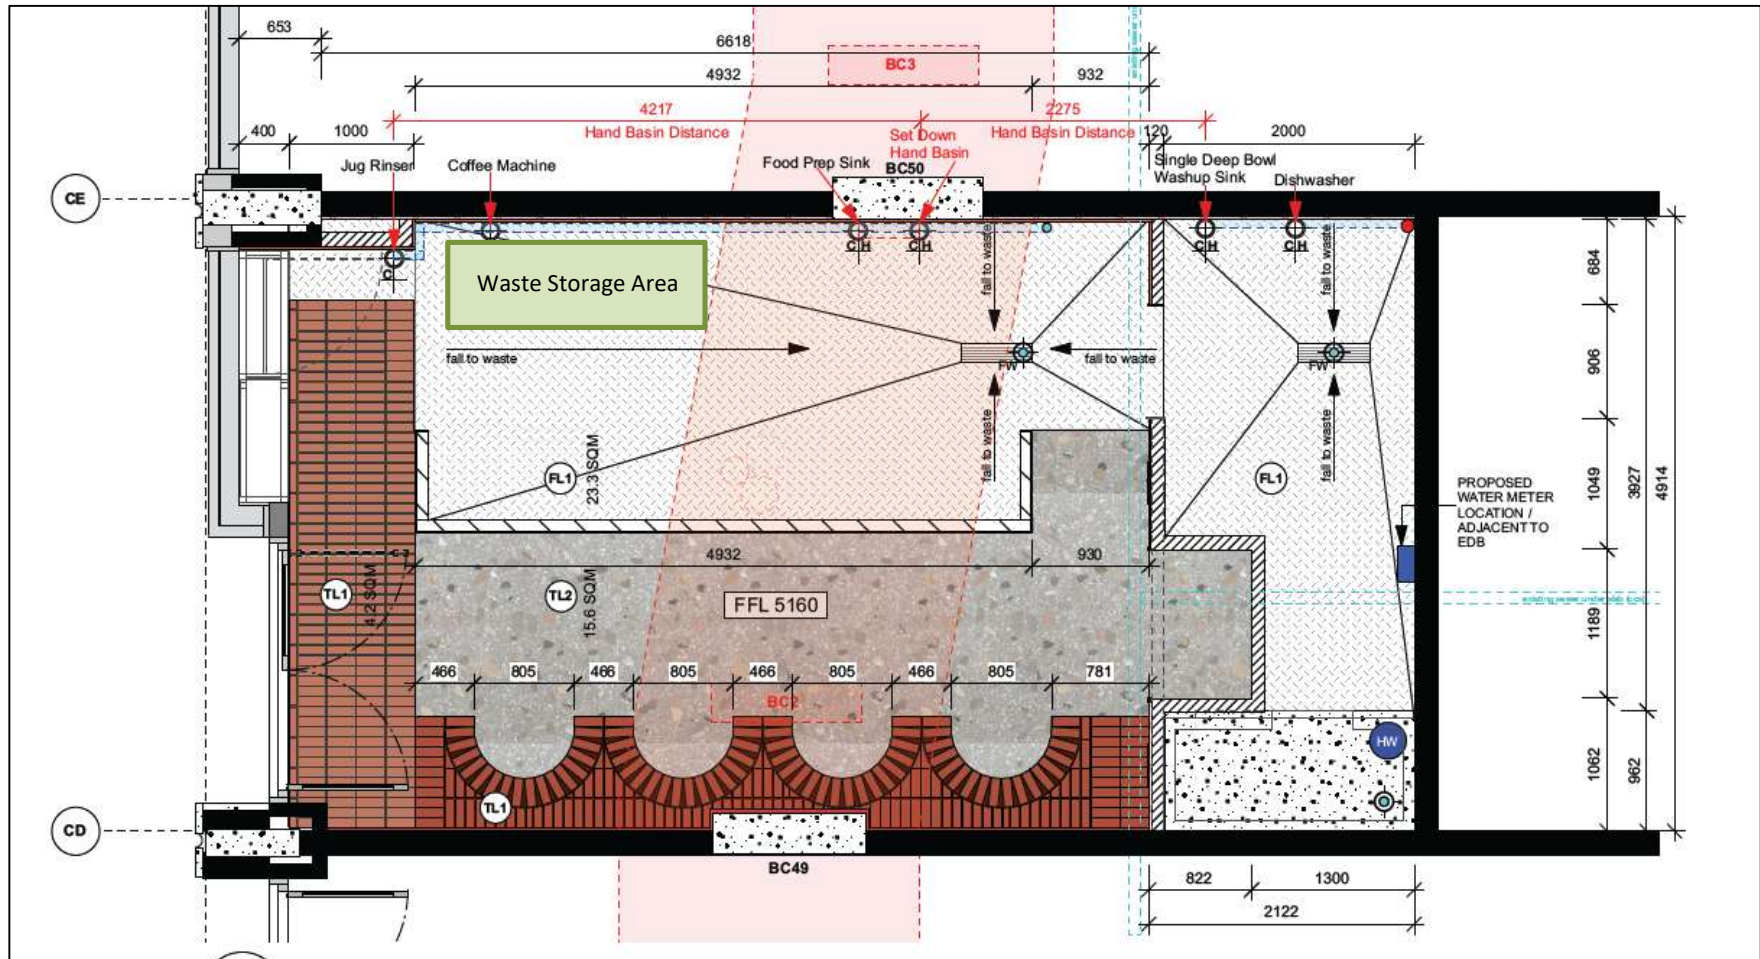 653
6618
BC3
4932
932
4217
2275
Hand Basin Distance
Hand Basin Distance
120
400
1000
2000
Set Down
Hand Basin
BC50
Jug Rinser
Coffee Machine
Food Prep Sink
Single Deep Bowl
Washup Sink
Dishwasher
CE
C
C H
C H
C H
C H
Waste Storage Area
fall to waste
fall to waste
fall to waste
fall to waste
fall to waste
fall to waste
FW
FW
684
906
1049
3927
4914
1189
1062
962
FL1
23.3 SQM
FL1
PROPOSED
WATER METER
LOCATION /
ADJACENT TO
EDB
4932
930
TL1
4.2 SQM
TL2
15.6 SQM
FFL 5160
466
805
466
805
466
805
466
805
781
BC2
HW
TL1
CD
BC49
822
1300
2122